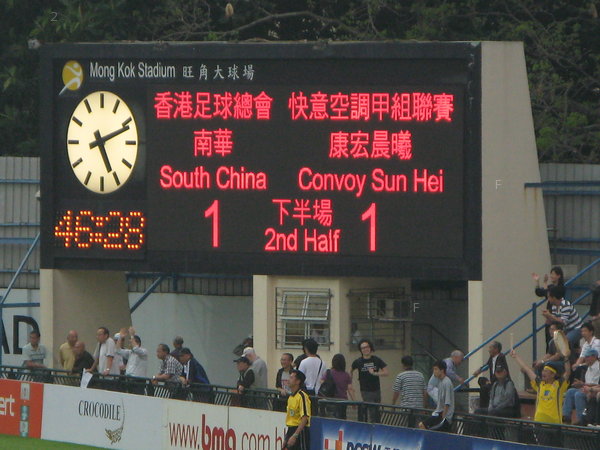 Mong Kok Stadium 旺角大球場
香港足球總會 快意空調甲組聯賽
南華 康宏晨曦
South China Convoy Sun Hei
1 下半場 1
2nd Half
46:28
CROCODILE
www.bma.com.hk